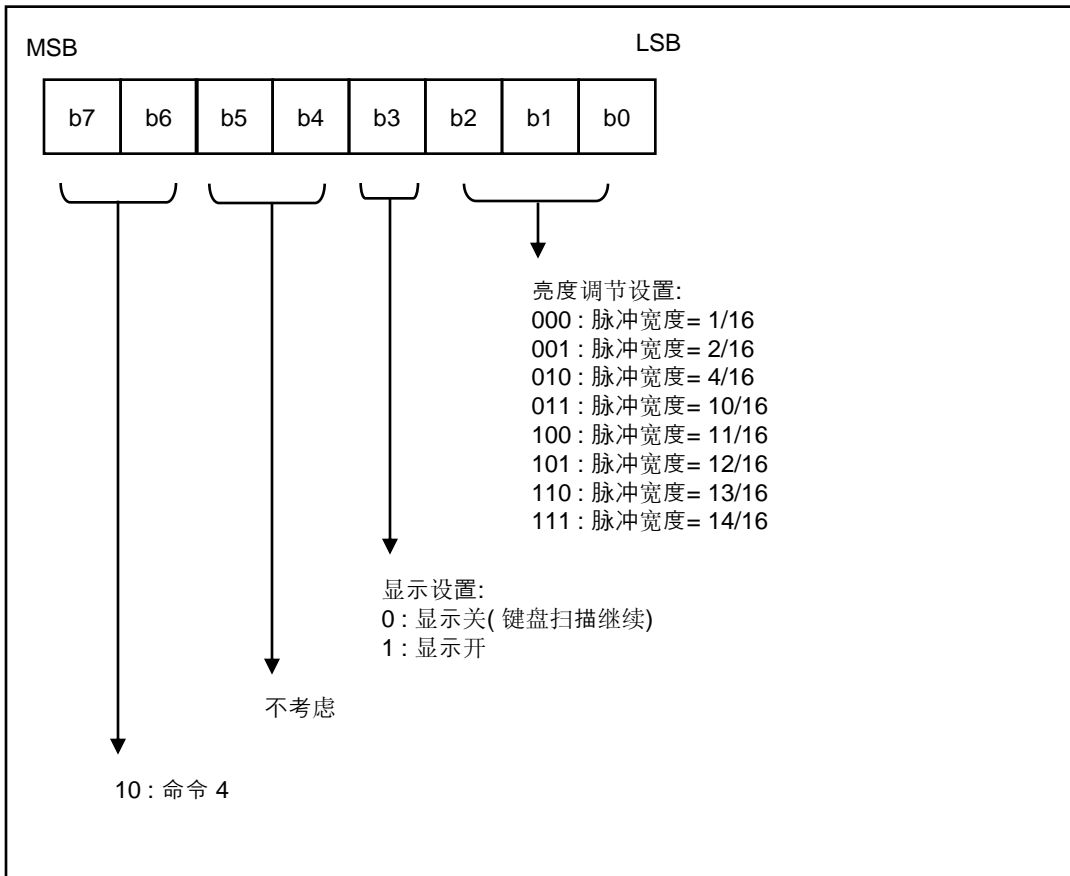 MSB
LSB
b7 b6 b5 b4 b3 b2 b1 b0
亮度调节设置:
000 : 脉冲宽度= 1/16
001 : 脉冲宽度= 2/16
010 : 脉冲宽度= 4/16
011 : 脉冲宽度= 10/16
100 : 脉冲宽度= 11/16
101 : 脉冲宽度= 12/16
110 : 脉冲宽度= 13/16
111 : 脉冲宽度= 14/16
显示设置:
0 : 显示关( 键盘扫描继续)
1 : 显示开
不考虑
10 : 命令 4